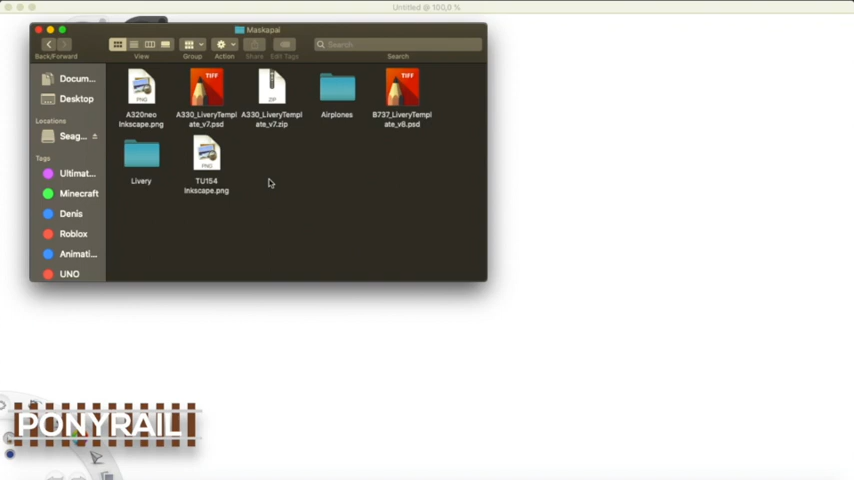 Untitled @ 100,0 %
Maskapai
Search
Back/Forward View Group Action Share Edit Tags Search
Docum...
Desktop
Locations
Seag...
Tags
Ultimat...
Minecraft
Denis
Roblox
Animati...
UNO
PNG
TIFF
ZIP
TIFF
A320neo
Inkscape.png
A330_LiveryTempl
ate_v7.psd
A330_LiveryTempl
ate_v7.zip
Airplones
B737_LiveryTempl
ate_v6.psd
PNG
Livery
TU154
Inkscape.png
PONYRAIL